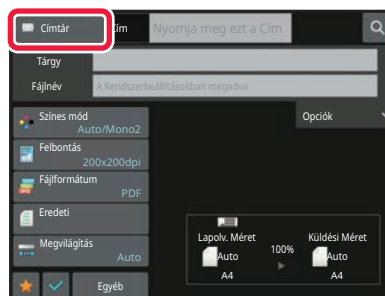 Címtár
Cím
Nyomja meg ezt a Cím
Tárgy
Fájlnév
A Rendszerbeállításokban megadva
Színes mód
Auto/Mono2
Opciók
Felbontás
200x200dpi
Fájlformátum
PDF
Eredeti
Megvilágítás
Auto
Lapolv. Méret
100%
Küldési Méret
Auto
Auto
A4
A4
Egyéb